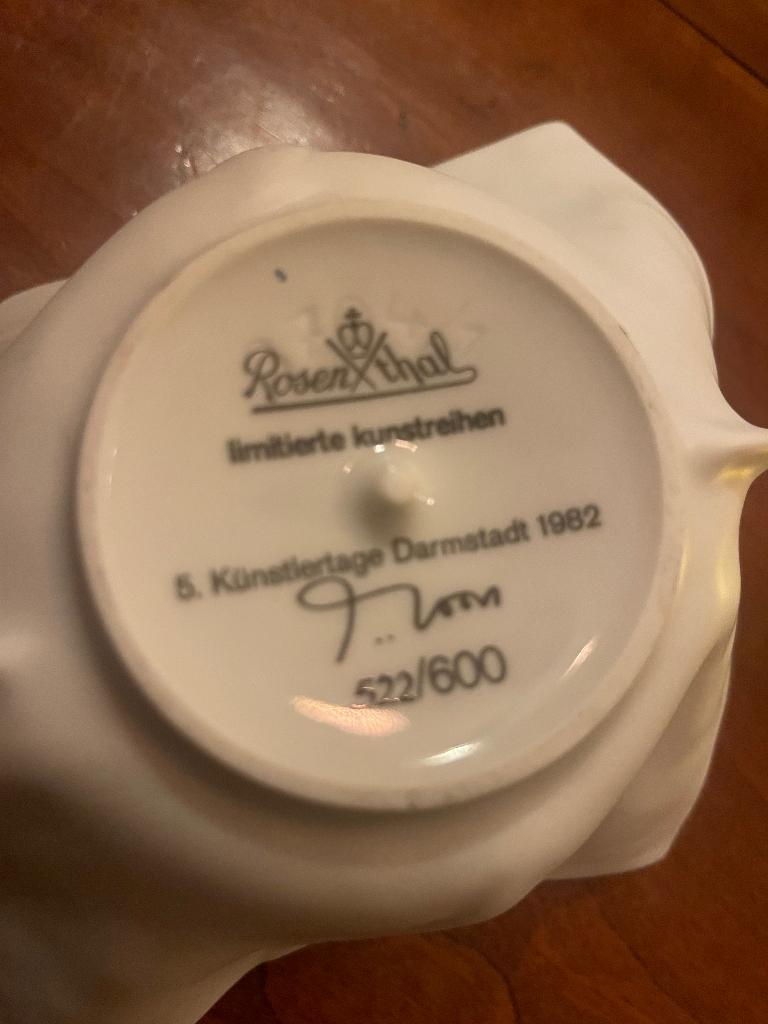 Rosenthal
limitierte kunstreihen
5. Künstlertage Darmstadt 1982
522/600